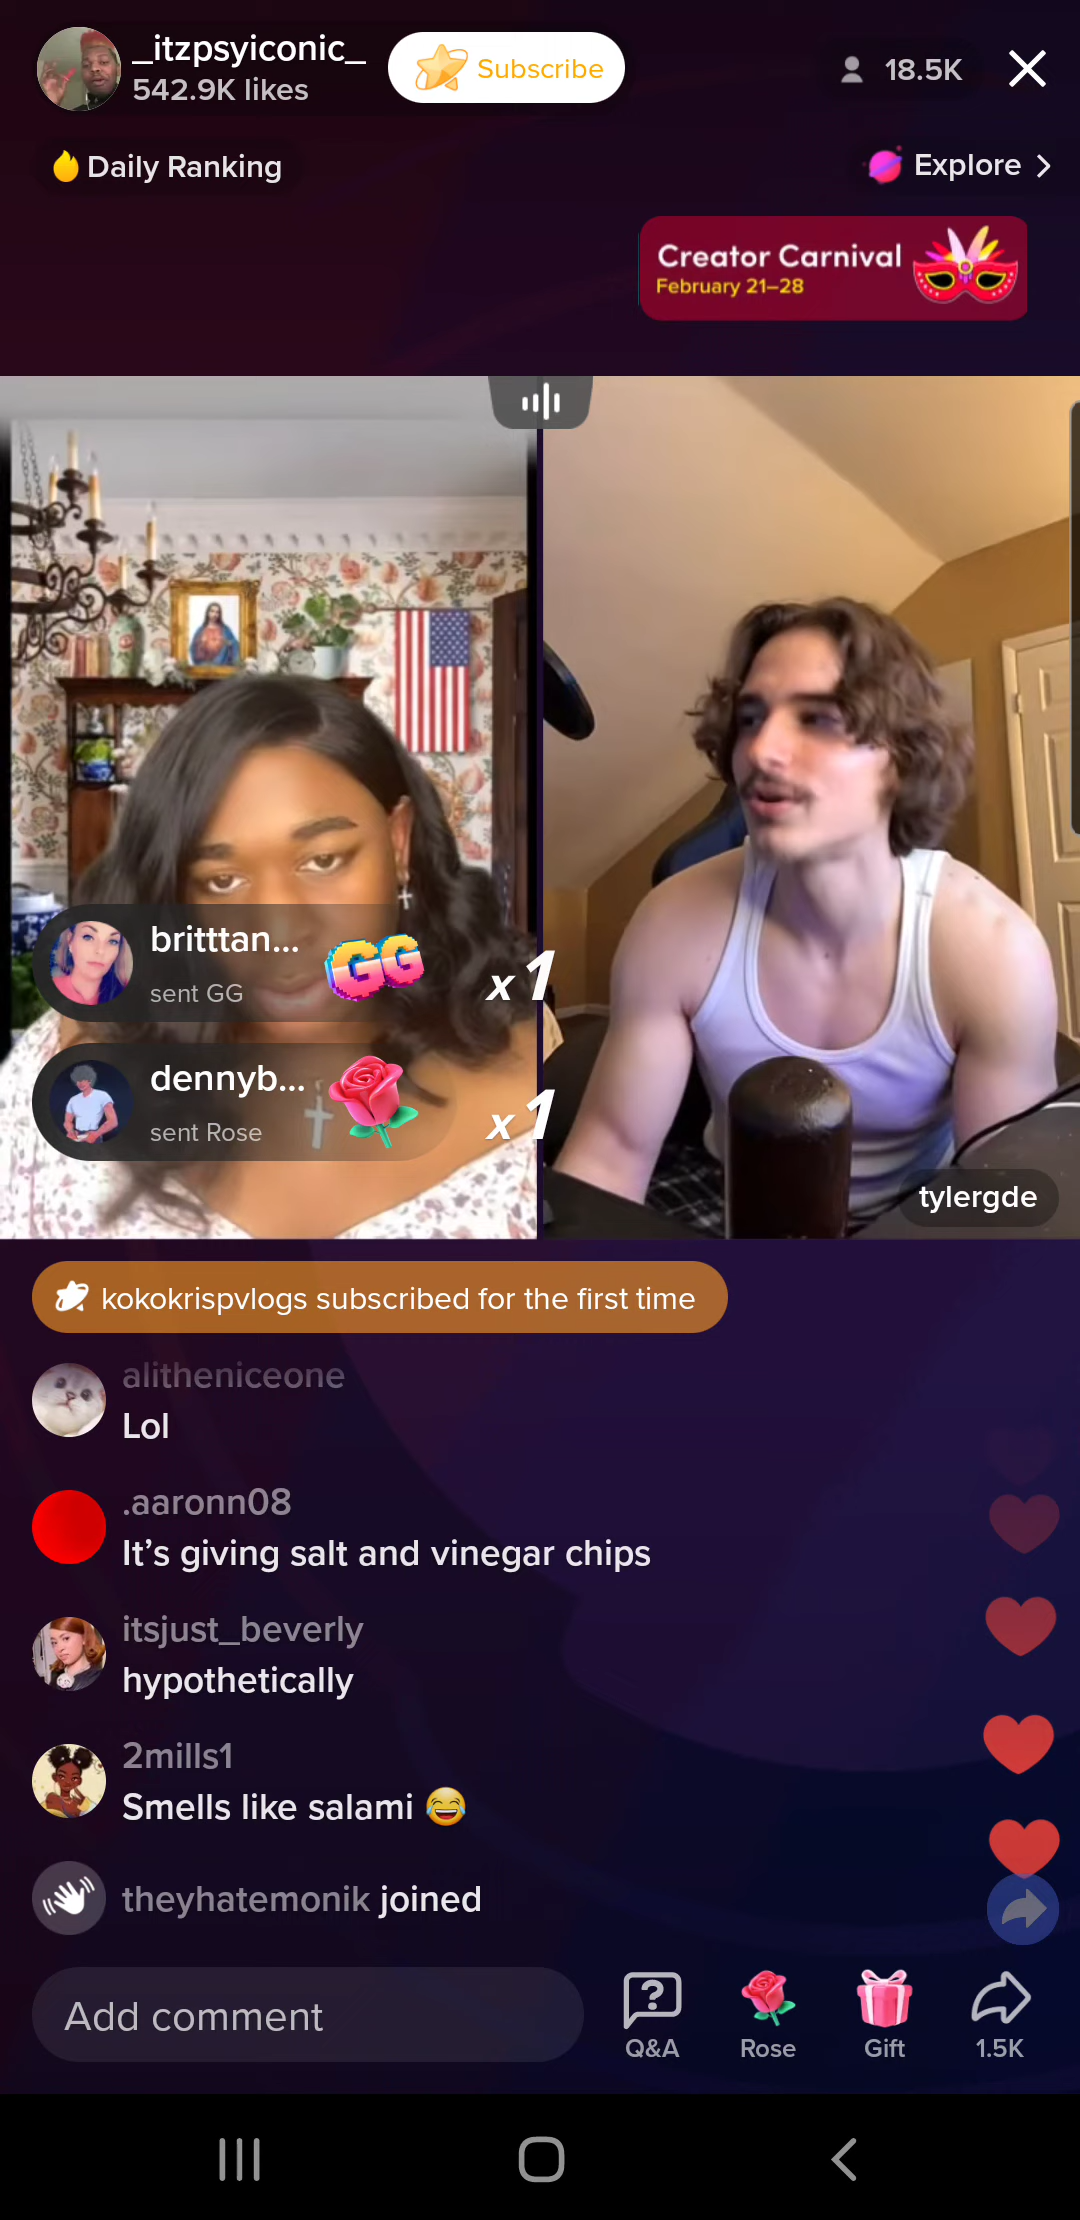 _itzpsyiconic_
542.9K likes
Subscribe
18.5K
Daily Ranking
Explore
Creator Carnival
February 21–28
britttan...
sent GG
GG
x1
dennyb...
sent Rose
x1
tylergde
kokokrispvlogs subscribed for the first time
alitheniceone
Lol
.aaronn08
It’s giving salt and vinegar chips
itsjust_beverly
hypothetically
2mills1
Smells like salami 😂
theyhatemonik joined
Add comment
Q&A
Rose
Gift
1.5K